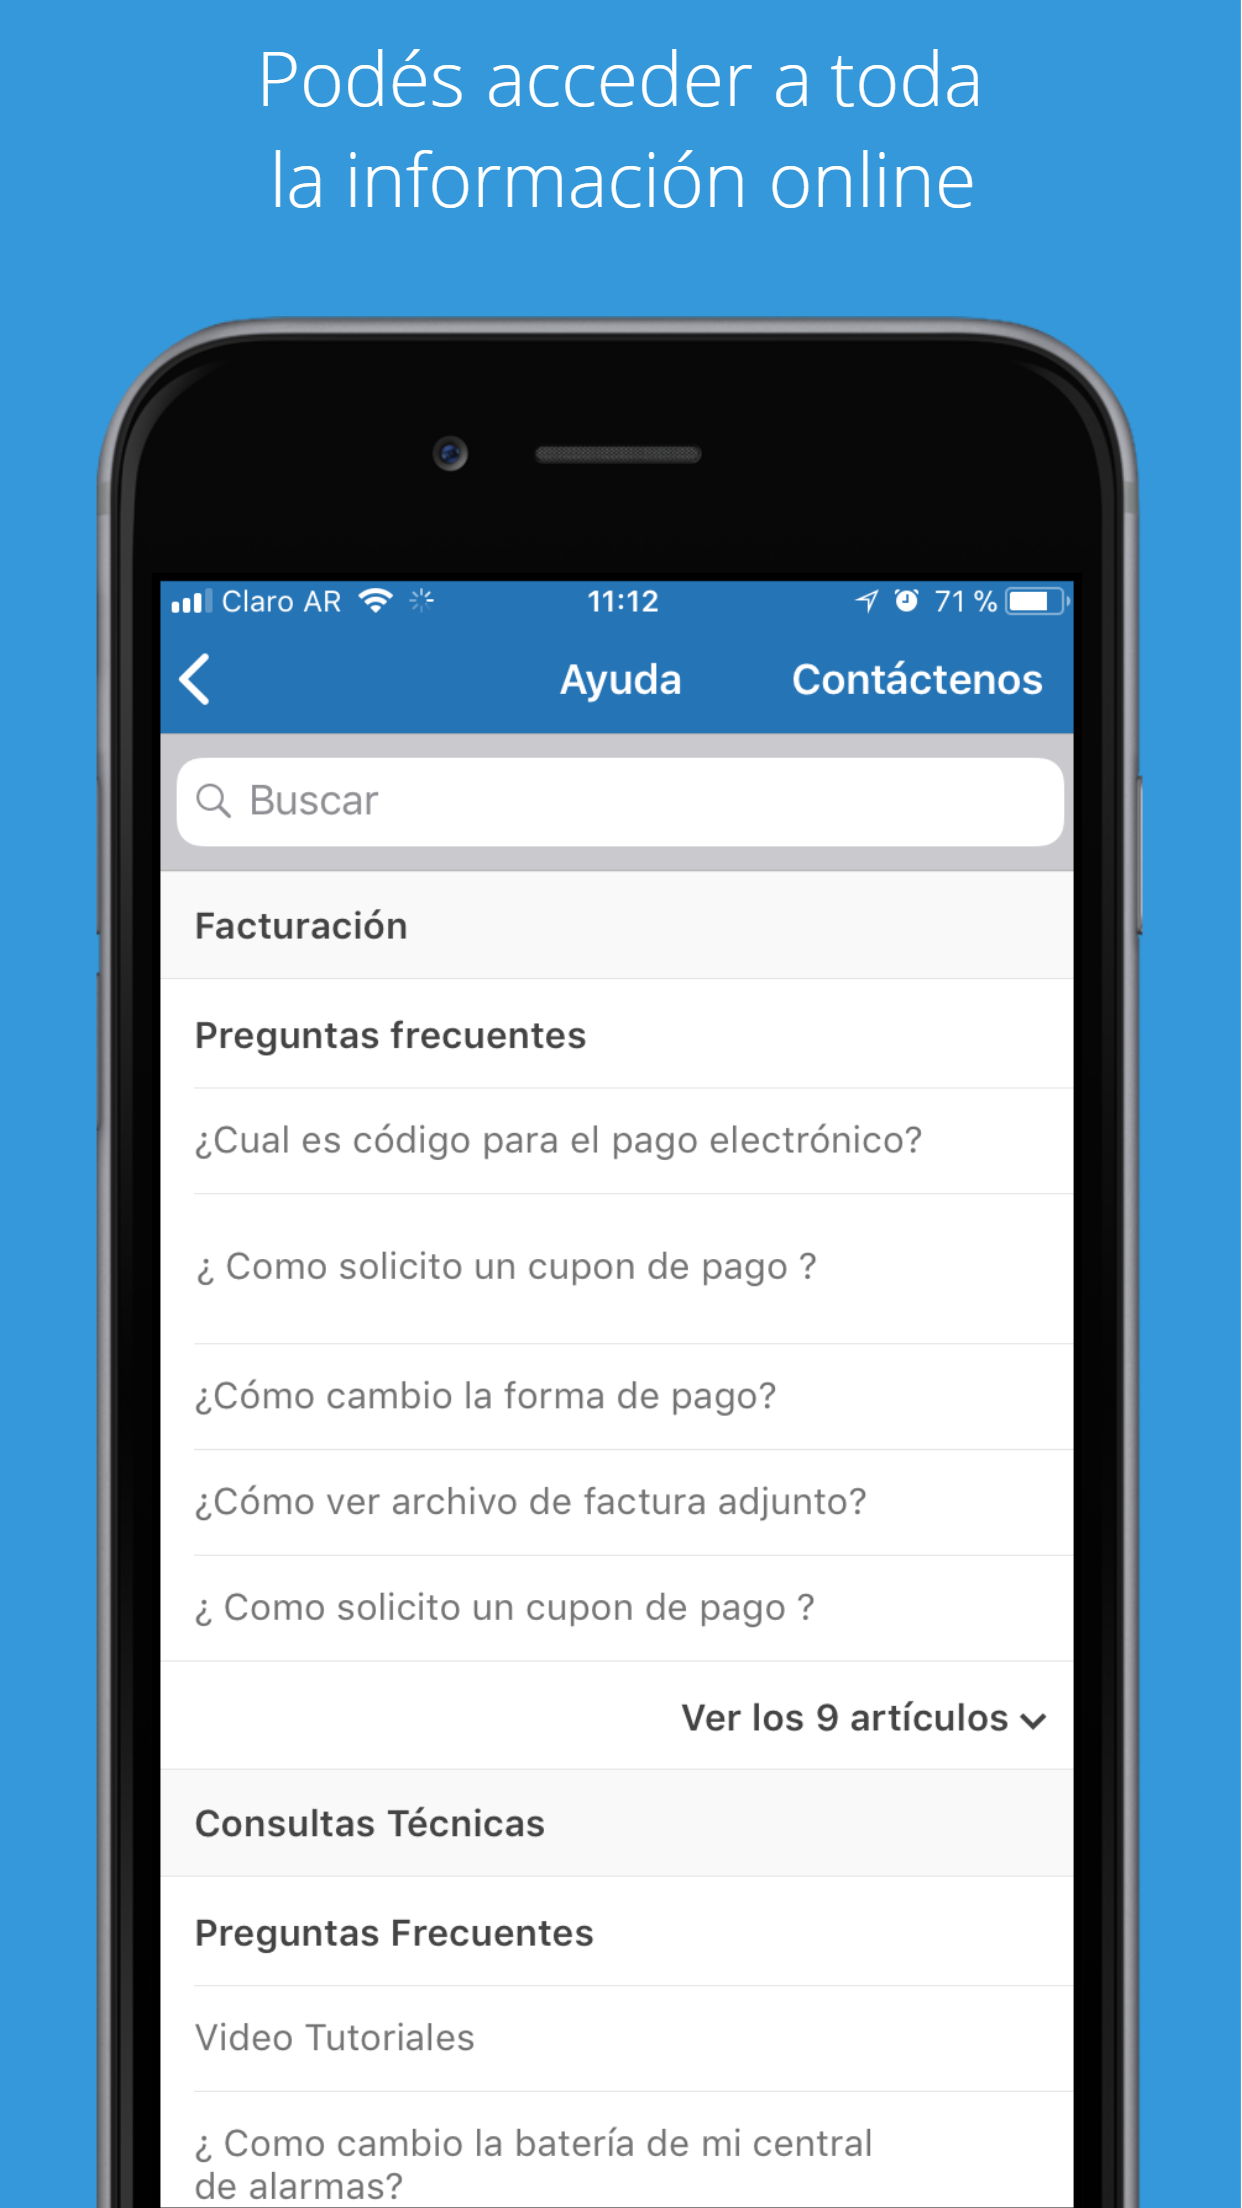 Podés acceder a toda
la información online
Claro AR
11:12
71 %
Ayuda
Contáctenos
Buscar
Facturación
Preguntas frecuentes
¿Cual es código para el pago electrónico?
¿ Como solicito un cupon de pago ?
¿Cómo cambio la forma de pago?
¿Cómo ver archivo de factura adjunto?
¿ Como solicito un cupon de pago ?
Ver los 9 artículos
Consultas Técnicas
Preguntas Frecuentes
Video Tutoriales
¿ Como cambio la batería de mi central
de alarmas?